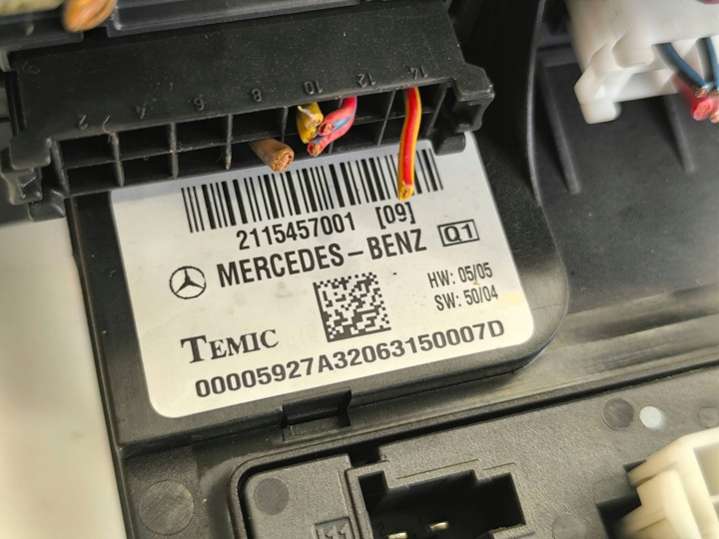 2 4 6 8 10 12 14
2115457001 [09]
MERCEDES-BENZ Q1
HW: 05/05
SW: 50/04
TEMIC
00005927A32063150007D